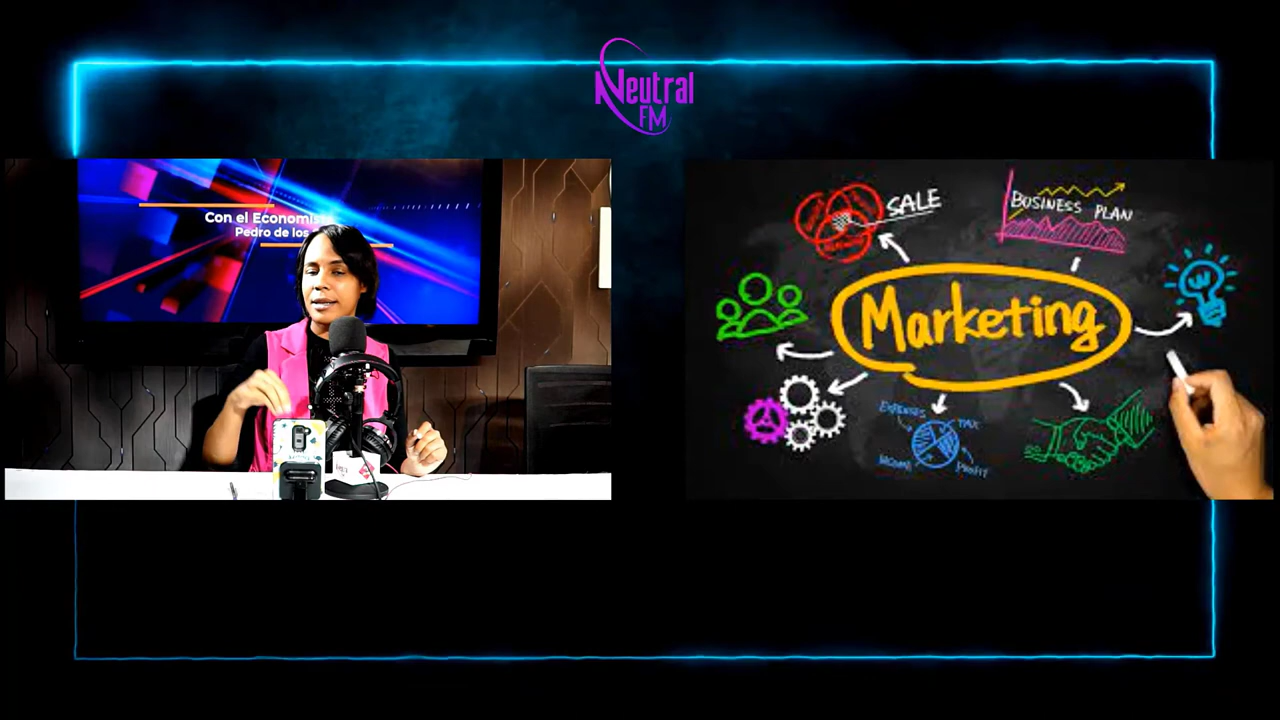 Neutral
FM
Con el Economis
Pedro de los
SALE
BUSINESS PLAN
Marketing
EXPENSES
TAX
INCOME
PROFIT